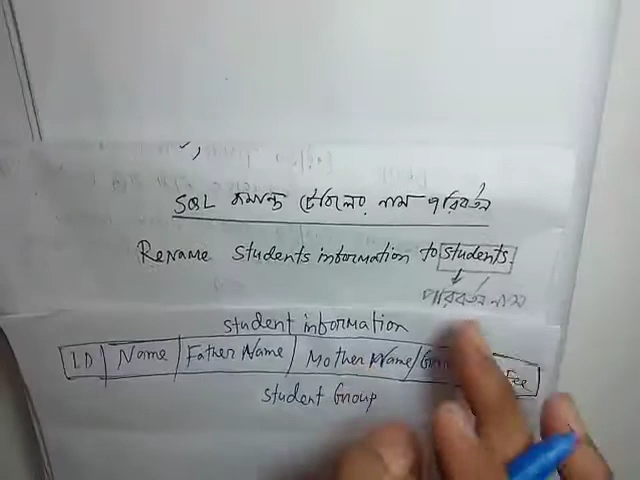 SQL কমান্ড টেবিলের নাম পরিবর্তন
Rename Students information to students.
পরিবর্তন নাম
student information
ID Name Father Name Mother Name Fee
student Group